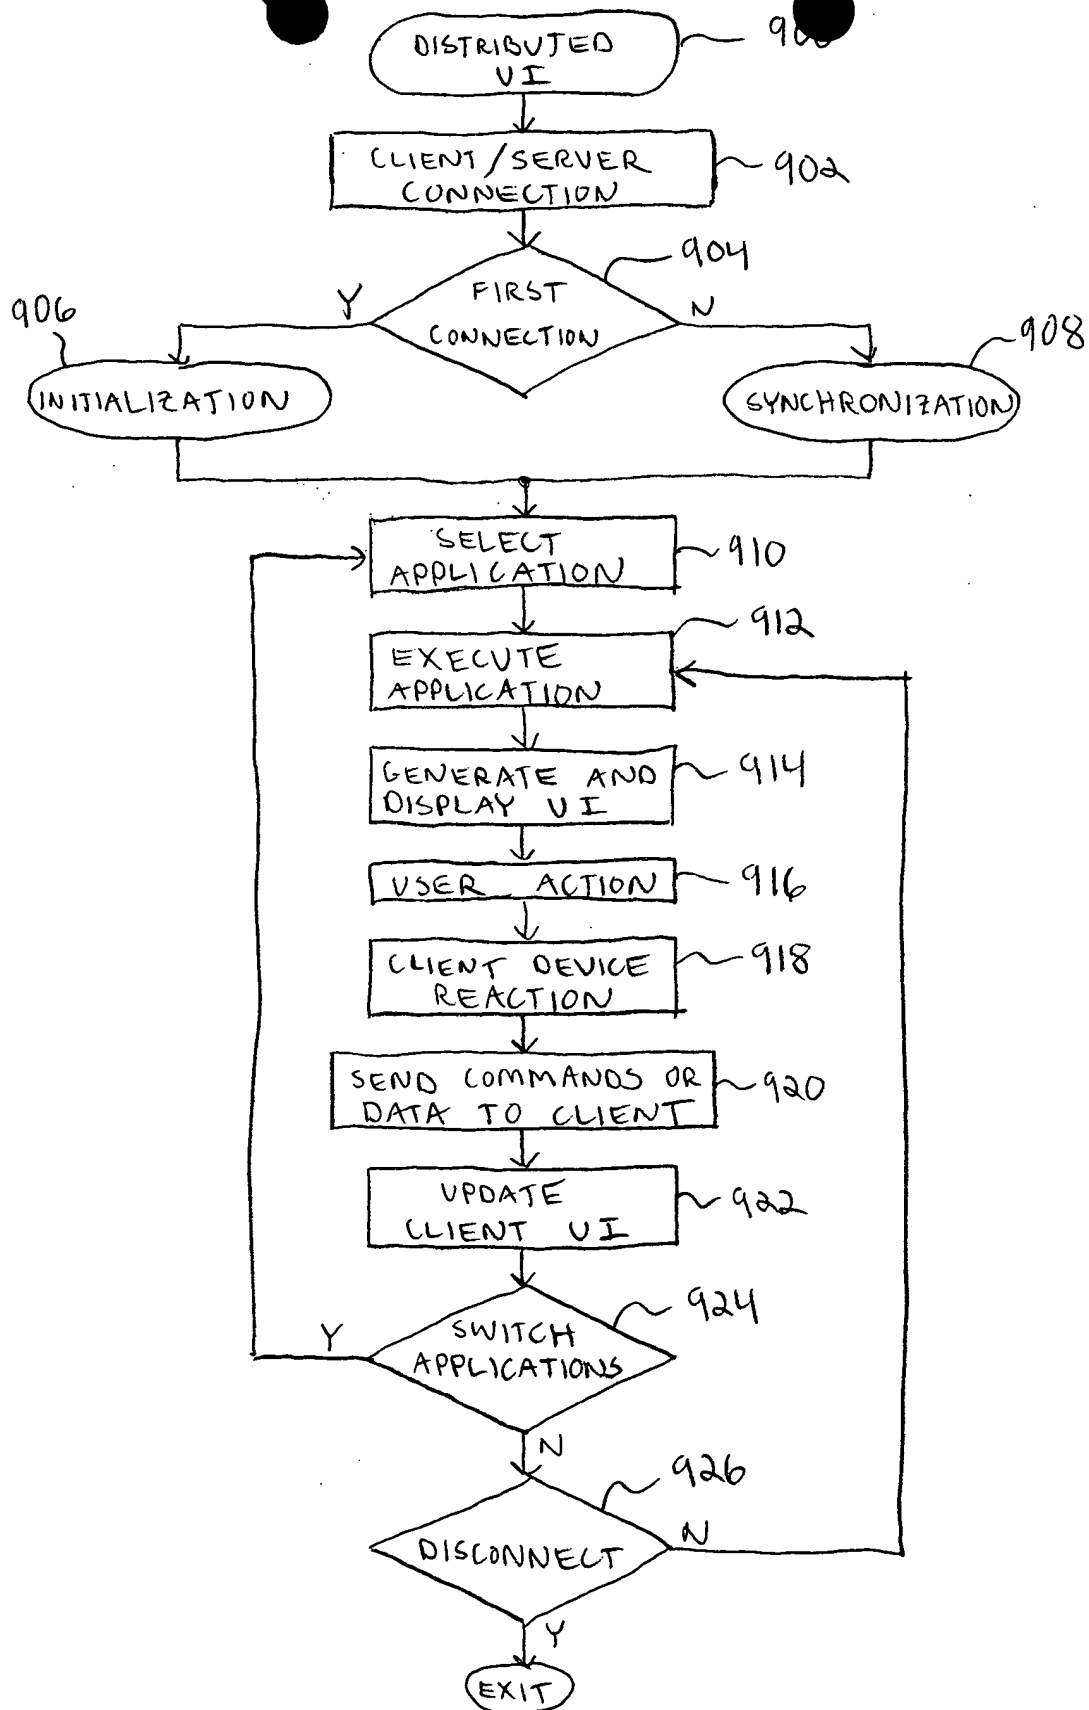 DISTRIBUTED
UI
CLIENT/SERVER
CONNECTION
902
904
FIRST
CONNECTION
Y
N
906
908
INITIALIZATION
SYNCHRONIZATION
SELECT
APPLICATION
910
912
EXECUTE
APPLICATION
GENERATE AND
DISPLAY UI
914
USER ACTION
916
CLIENT DEVICE
REACTION
918
SEND COMMANDS OR
DATA TO CLIENT
920
UPDATE
CLIENT UI
922
924
SWITCH
APPLICATIONS
Y
N
926
DISCONNECT
N
Y
EXIT